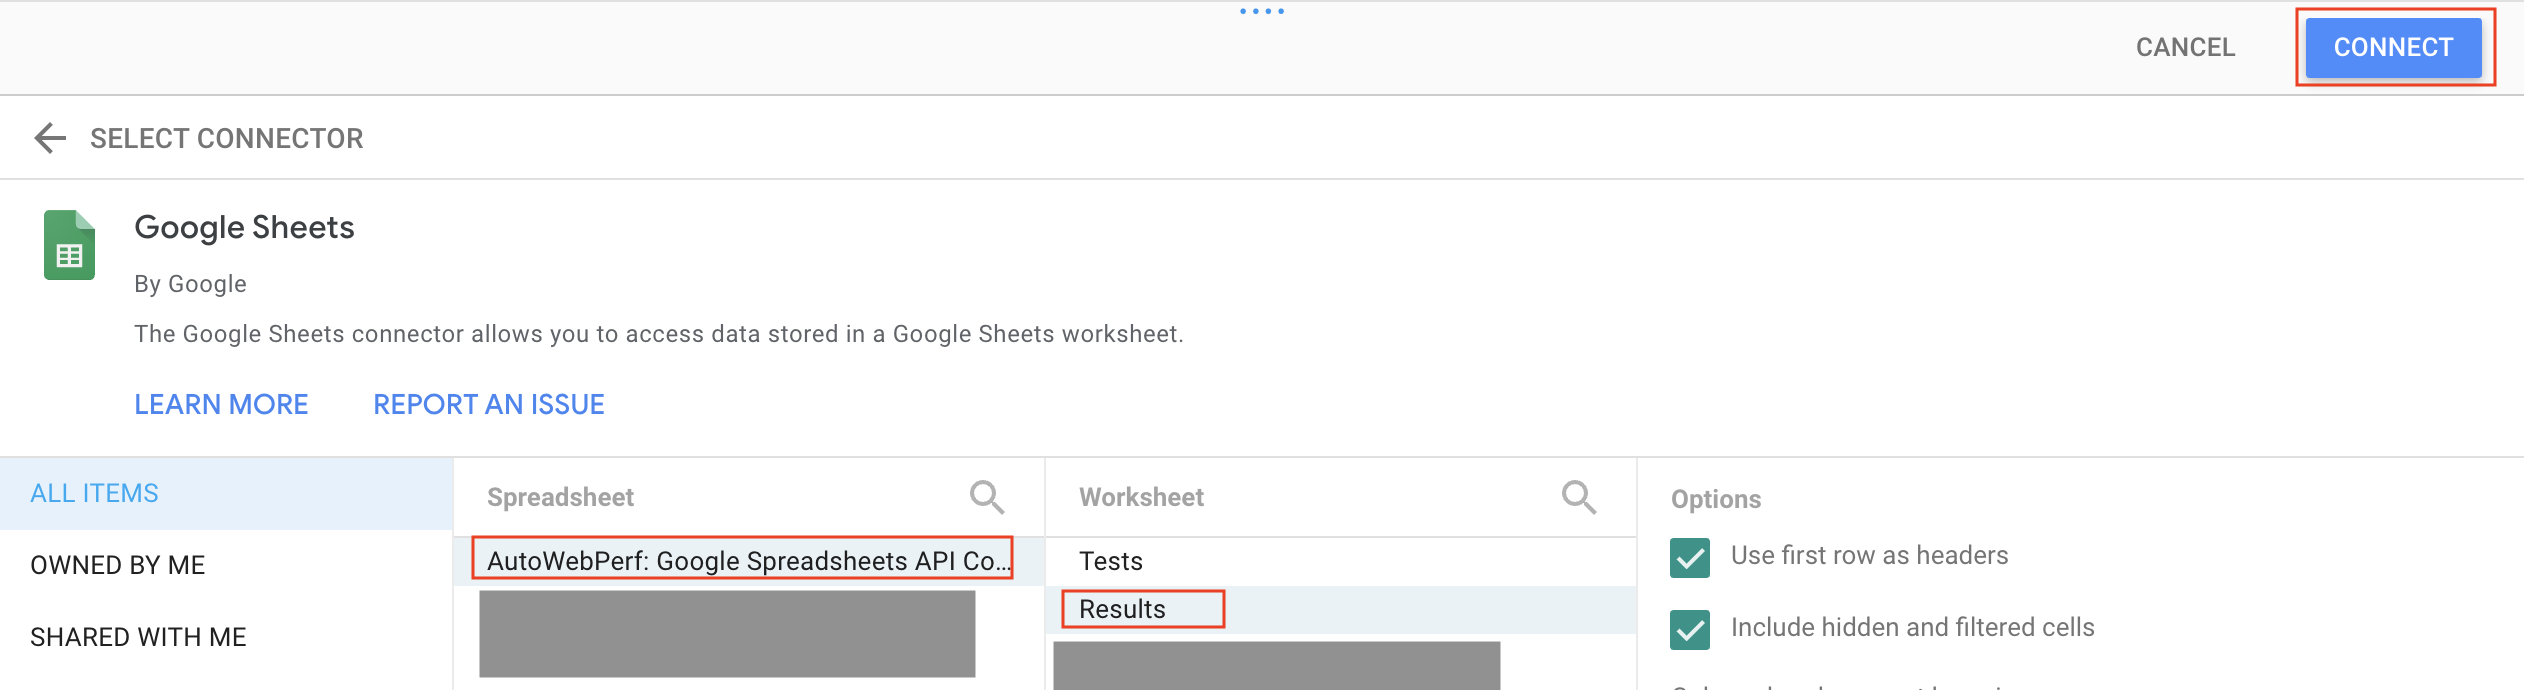 CANCEL
CONNECT
SELECT CONNECTOR
Google Sheets
By Google
The Google Sheets connector allows you to access data stored in a Google Sheets worksheet.
LEARN MORE
REPORT AN ISSUE
ALL ITEMS
OWNED BY ME
SHARED WITH ME
Spreadsheet
AutoWebPerf: Google Spreadsheets API Co...
Worksheet
Tests
Results
Options
Use first row as headers
Include hidden and filtered cells